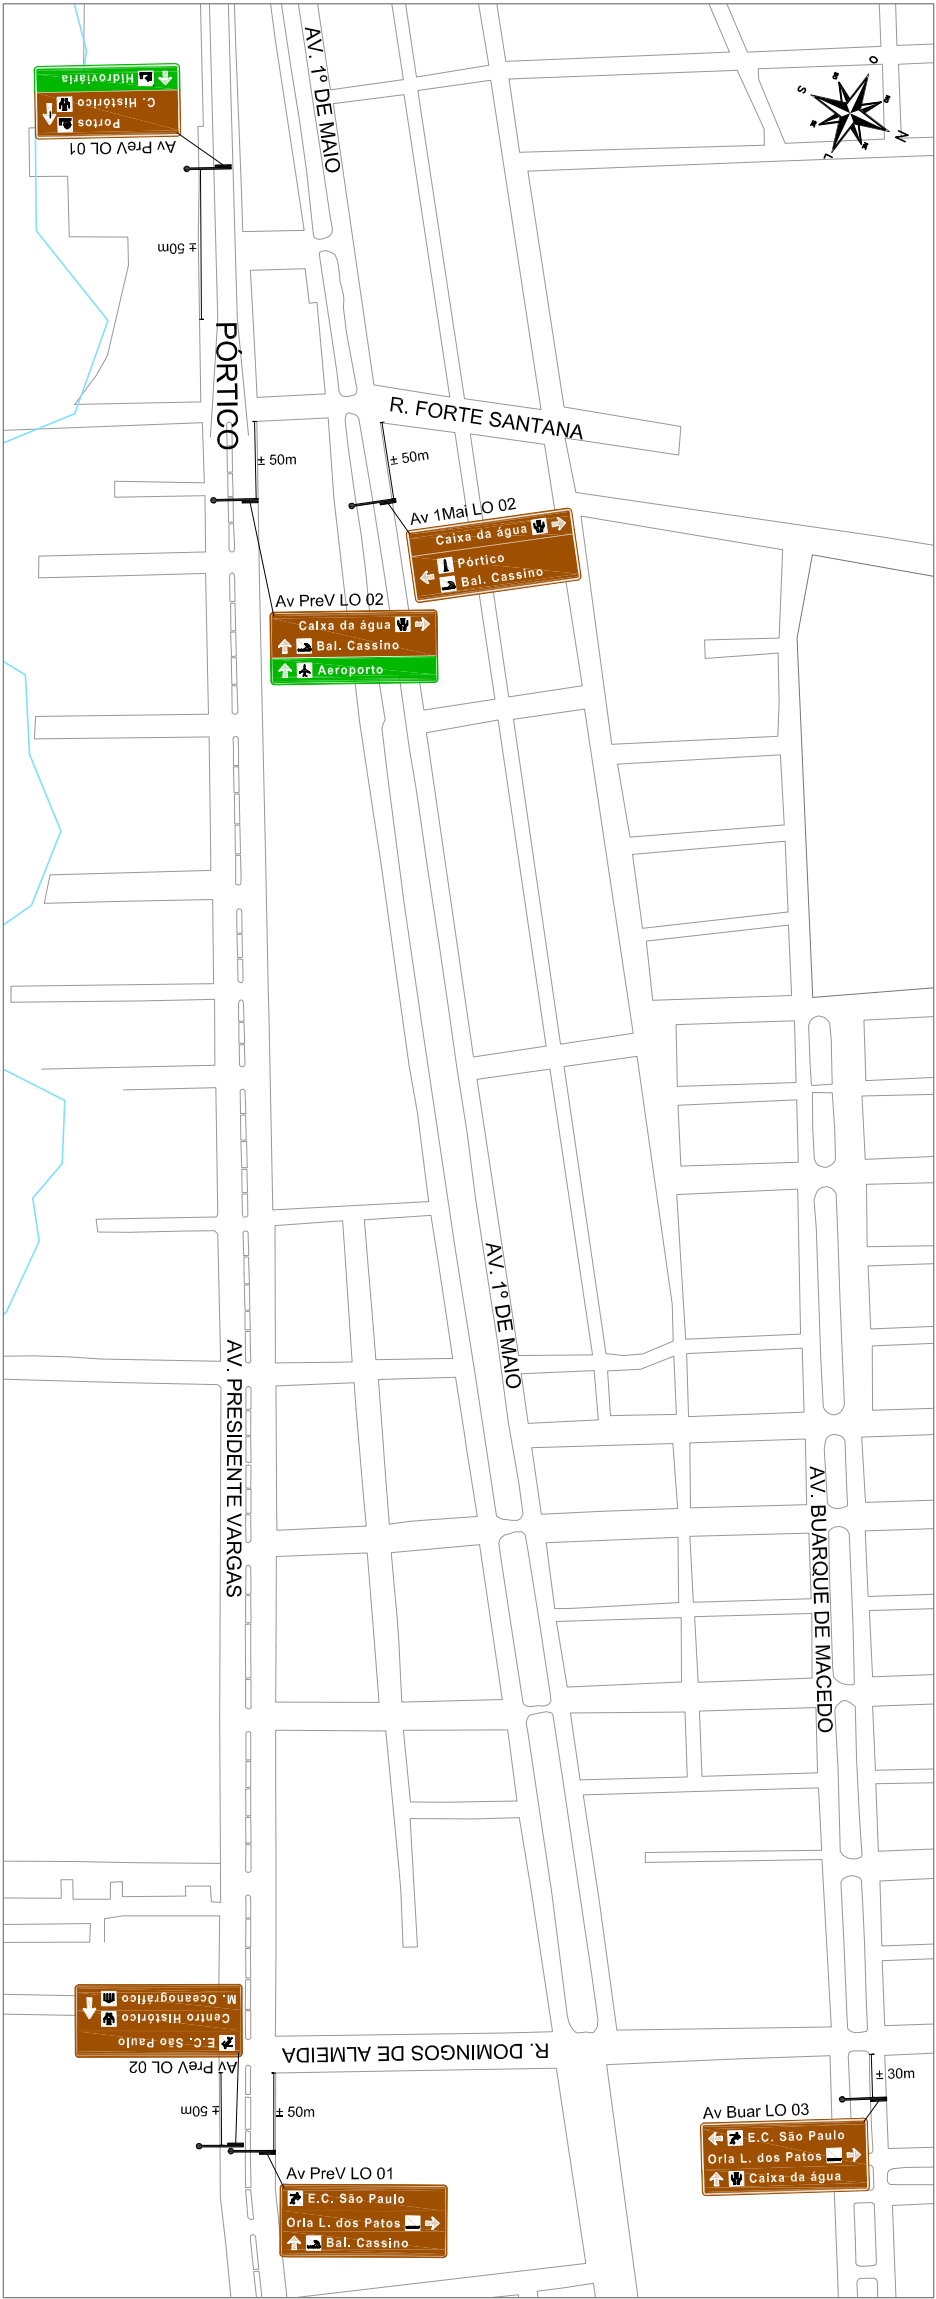 AV. 1º DE MAIO
Hidroviária
C. Histórico
Portos
Av PreV OL 01
± 50m
S
O
N
L
PÓRTICO
R. FORTE SANTANA
± 50m
± 50m
Av 1Mai LO 02
Caixa da água
Pórtico
Bal. Cassino
Av PreV LO 02
Caixa da água
Bal. Cassino
Aeroporto
AV. 1º DE MAIO
AV. PRESIDENTE VARGAS
AV. BUARQUE DE MACEDO
M. Oceanográfico
Centro Histórico
E.C. São Paulo
Av PreV OL 02
R. DOMINGOS DE ALMEIDA
± 50m
± 50m
± 30m
Av Buar LO 03
E.C. São Paulo
Orla L. dos Patos
Caixa da água
Av PreV LO 01
E.C. São Paulo
Orla L. dos Patos
Bal. Cassino